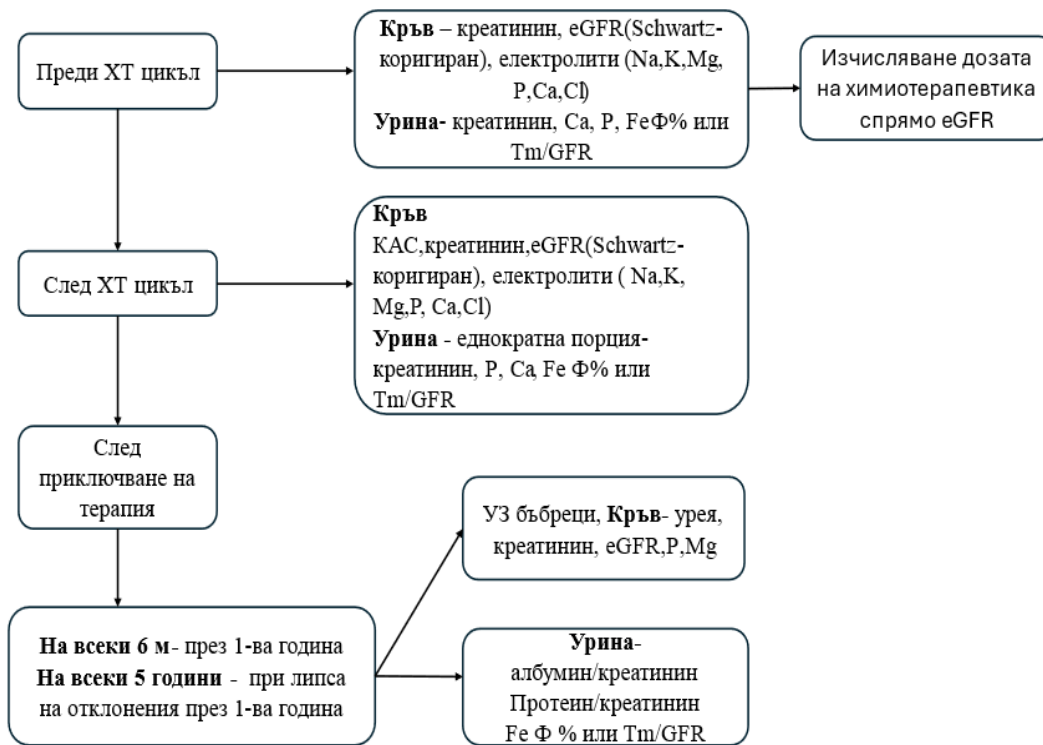 Преди ХТ цикъл
Кръв – креатинин, eGFR(Schwartz-
коригиран), електролити (Na,K,Mg,
P,Ca,Cl)
Урина- креатинин, Ca, P, FeФ% или
Tm/GFR
Изчисляване дозата
на химиотерапевтика
спрямо eGFR
След ХТ цикъл
Кръв
КАС,креатинин,eGFR(Schwartz-
коригиран), електролити ( Na,K,
Mg,P, Ca,Cl)
Урина - еднократна порция-
креатинин, P, Ca, Fe Ф% или
Tm/GFR
След
приключване на
терапия
УЗ бъбреци, Кръв- урея,
креатинин, eGFR,P,Mg
На всеки 6 м- през 1-ва година
На всеки 5 години - при липса
на отклонения през 1-ва година
Урина-
албумин/креатинин
Протеин/креатинин
Fe Ф % или Tm/GFR